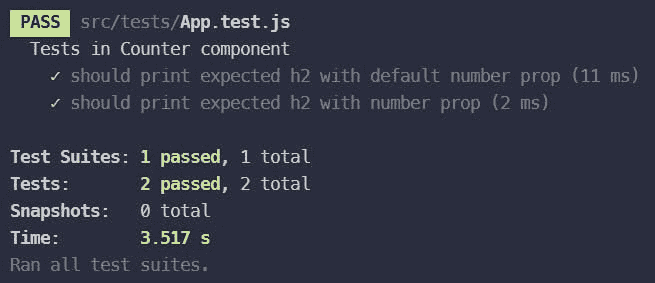 PASS src/tests/App.test.js
Tests in Counter component
✓ should print expected h2 with default number prop (11 ms)
✓ should print expected h2 with number prop (2 ms)
Test Suites: 1 passed, 1 total
Tests: 2 passed, 2 total
Snapshots: 0 total
Time: 3.517 s
Ran all test suites.